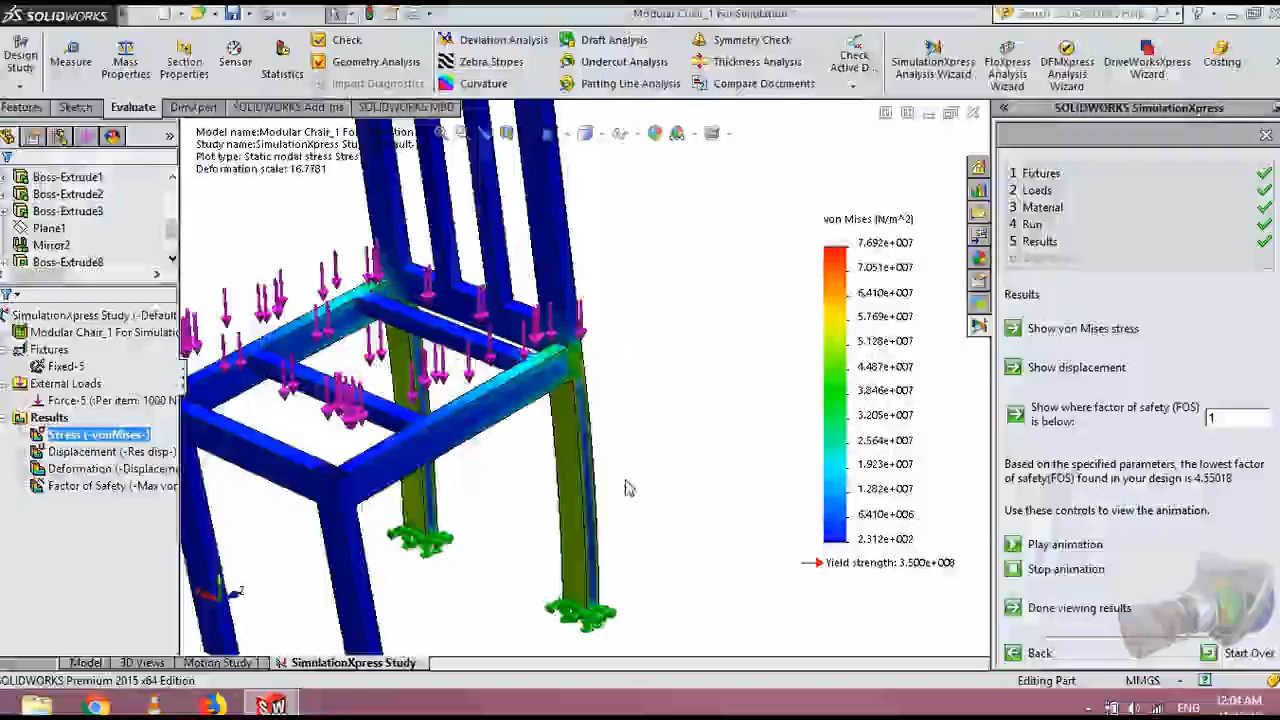 SOLIDWORKS
Modular Chair_1 For Simulation *
Search SOLIDWORKS Help
Design Study
Measure
Mass Properties
Section Properties
Sensor
Statistics
Check
Geometry Analysis
Import Diagnostics
Deviation Analysis
Zebra Stripes
Curvature
Draft Analysis
Undercut Analysis
Parting Line Analysis
Symmetry Check
Thickness Analysis
Compare Documents
Check Active D...
SimulationXpress Analysis Wizard
FloXpress Analysis Wizard
DFMXpress Analysis Wizard
DriveWorksXpress Wizard
Costing
Features
Sketch
Evaluate
DimXpert
SOLIDWORKS Add-Ins
SOLIDWORKS MBD
SOLIDWORKS SimulationXpress
Boss-Extrude1
Boss-Extrude2
Boss-Extrude3
Plane1
Mirror2
Boss-Extrude8
SimulationXpress Study (-Default
Modular Chair_1 For Simulatio
Fixtures
Fixed-5
External Loads
Force-5 (:Per item: 1000 N
Results
Stress (-vonMises-)
Displacement (-Res disp-)
Deformation (-Displacem
Factor of Safety (-Max vor
Model name:Modular Chair_1 For
Study name:SimulationXpress
Plot type: Static nodal stress
Deformation scale: 16.7781
von Mises (N/m^2)
7.692e+007
7.051e+007
6.410e+007
5.769e+007
5.128e+007
4.487e+007
3.846e+007
3.205e+007
2.564e+007
1.923e+007
1.282e+007
6.410e+006
2.312e+002
Yield strength: 3.500e+008
Z
1 Fixtures
2 Loads
3 Material
4 Run
5 Results
Results
Show von Mises stress
Show displacement
Show where factor of safety (FOS) is below:
1
Based on the specified parameters, the lowest factor
of safety(FOS) found in your design is 4.55018
Use these controls to view the animation.
Play animation
Stop animation
Done viewing results
Back
Start Over
Model
3D Views
Motion Study 1
SimulationXpress Study
SOLIDWORKS Premium 2015 x64 Edition
Editing Part
MMGS
ENG
12:04 AM